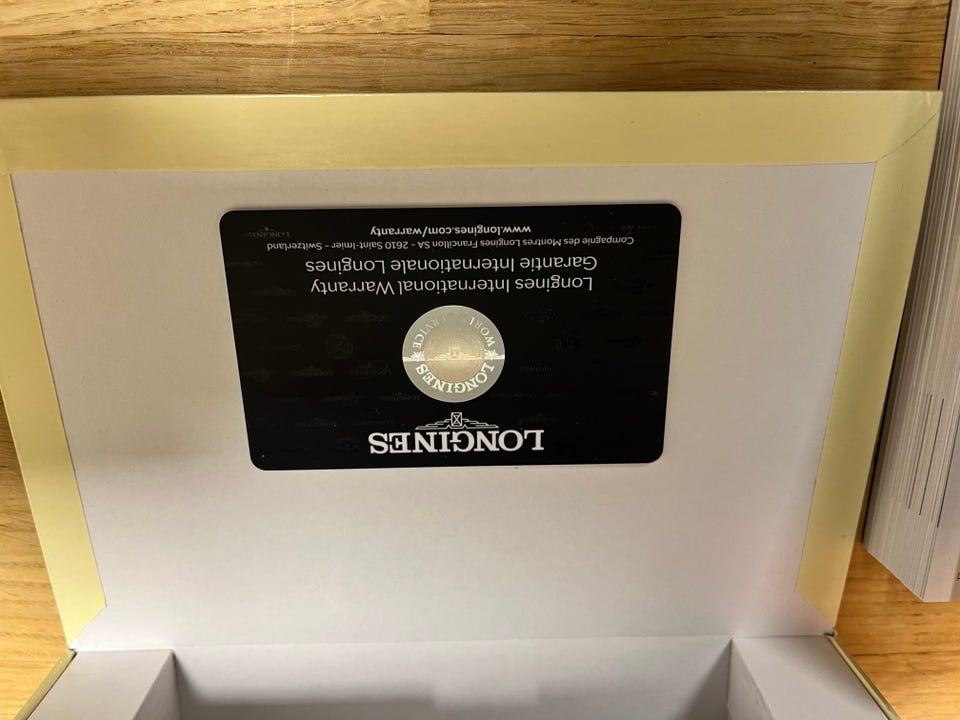 LONGINES
LONGINES WORLD SERVICE
Longines International Warranty
Garantie Internationale Longines
Compagnie des Montres Longines Francillon SA - 2610 Saint-Imier - Switzerland
www.longines.com/warranty
LONGINES